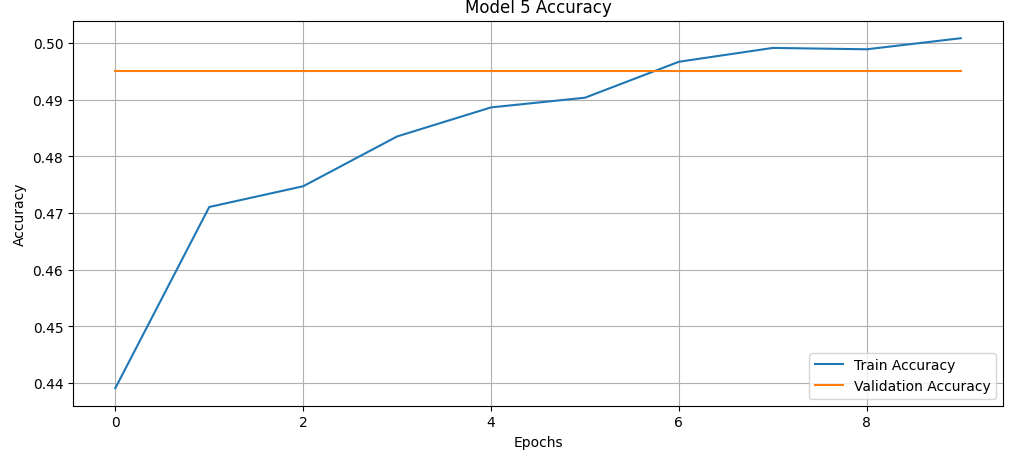 Model 5 Accuracy
0.50
0.49
0.48
0.47
0.46
0.45
0.44
Accuracy
0 2 4 6 8
Epochs
Train Accuracy
Validation Accuracy